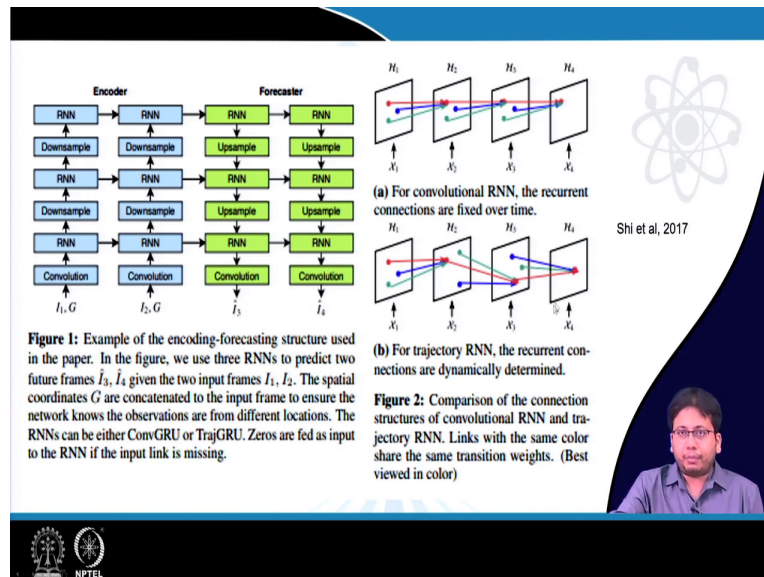 Encoder
Forecaster
RNN RNN RNN RNN
Downsample Downsample Upsample Upsample
RNN RNN RNN RNN
Downsample Downsample Upsample Upsample
RNN RNN RNN RNN
Convolution Convolution Convolution Convolution
I₁, G I₂, G Î₃ Î₄
Figure 1: Example of the encoding-forecasting structure used
in the paper. In the figure, we use three RNNs to predict two
future frames Î₃, Î₄ given the two input frames I₁, I₂. The spatial
coordinates G are concatenated to the input frame to ensure the
network knows the observations are from different locations. The
RNNs can be either ConvGRU or TrajGRU. Zeros are fed as input
to the RNN if the input link is missing.
H₁ H₂ H₃ H₄
X₁ X₂ X₃ X₄
(a) For convolutional RNN, the recurrent
connections are fixed over time.
H₁ H₂ H₃ H₄
X₁ X₂ X₃ X₄
(b) For trajectory RNN, the recurrent con-
nections are dynamically determined.
Figure 2: Comparison of the connection
structures of convolutional RNN and tra-
jectory RNN. Links with the same color
share the same transition weights. (Best
viewed in color)
Shi et al, 2017
NPTEL